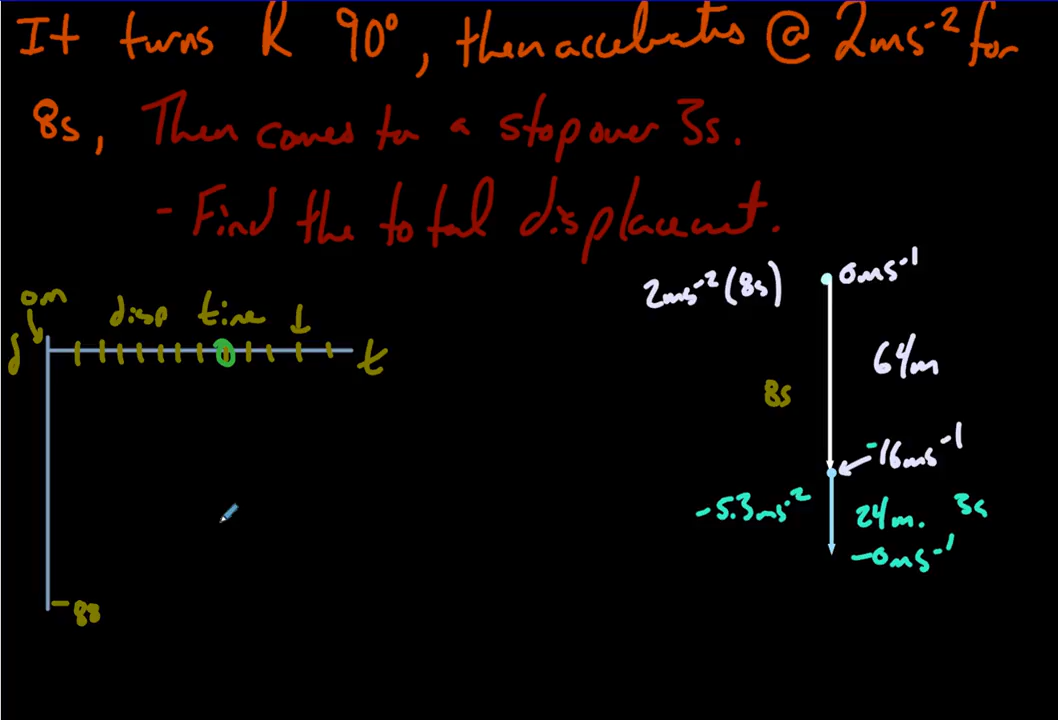 It turns R 90°, then accelerates @ 2ms⁻² for
8s, Then comes to a stop over 3s.
- Find the total displacement.
0m
disp time
d
t
-88
2ms⁻²(8s)
0ms⁻¹
64m
8s
-16ms⁻¹
-5.3ms⁻²
24m. 3s
-0ms⁻¹